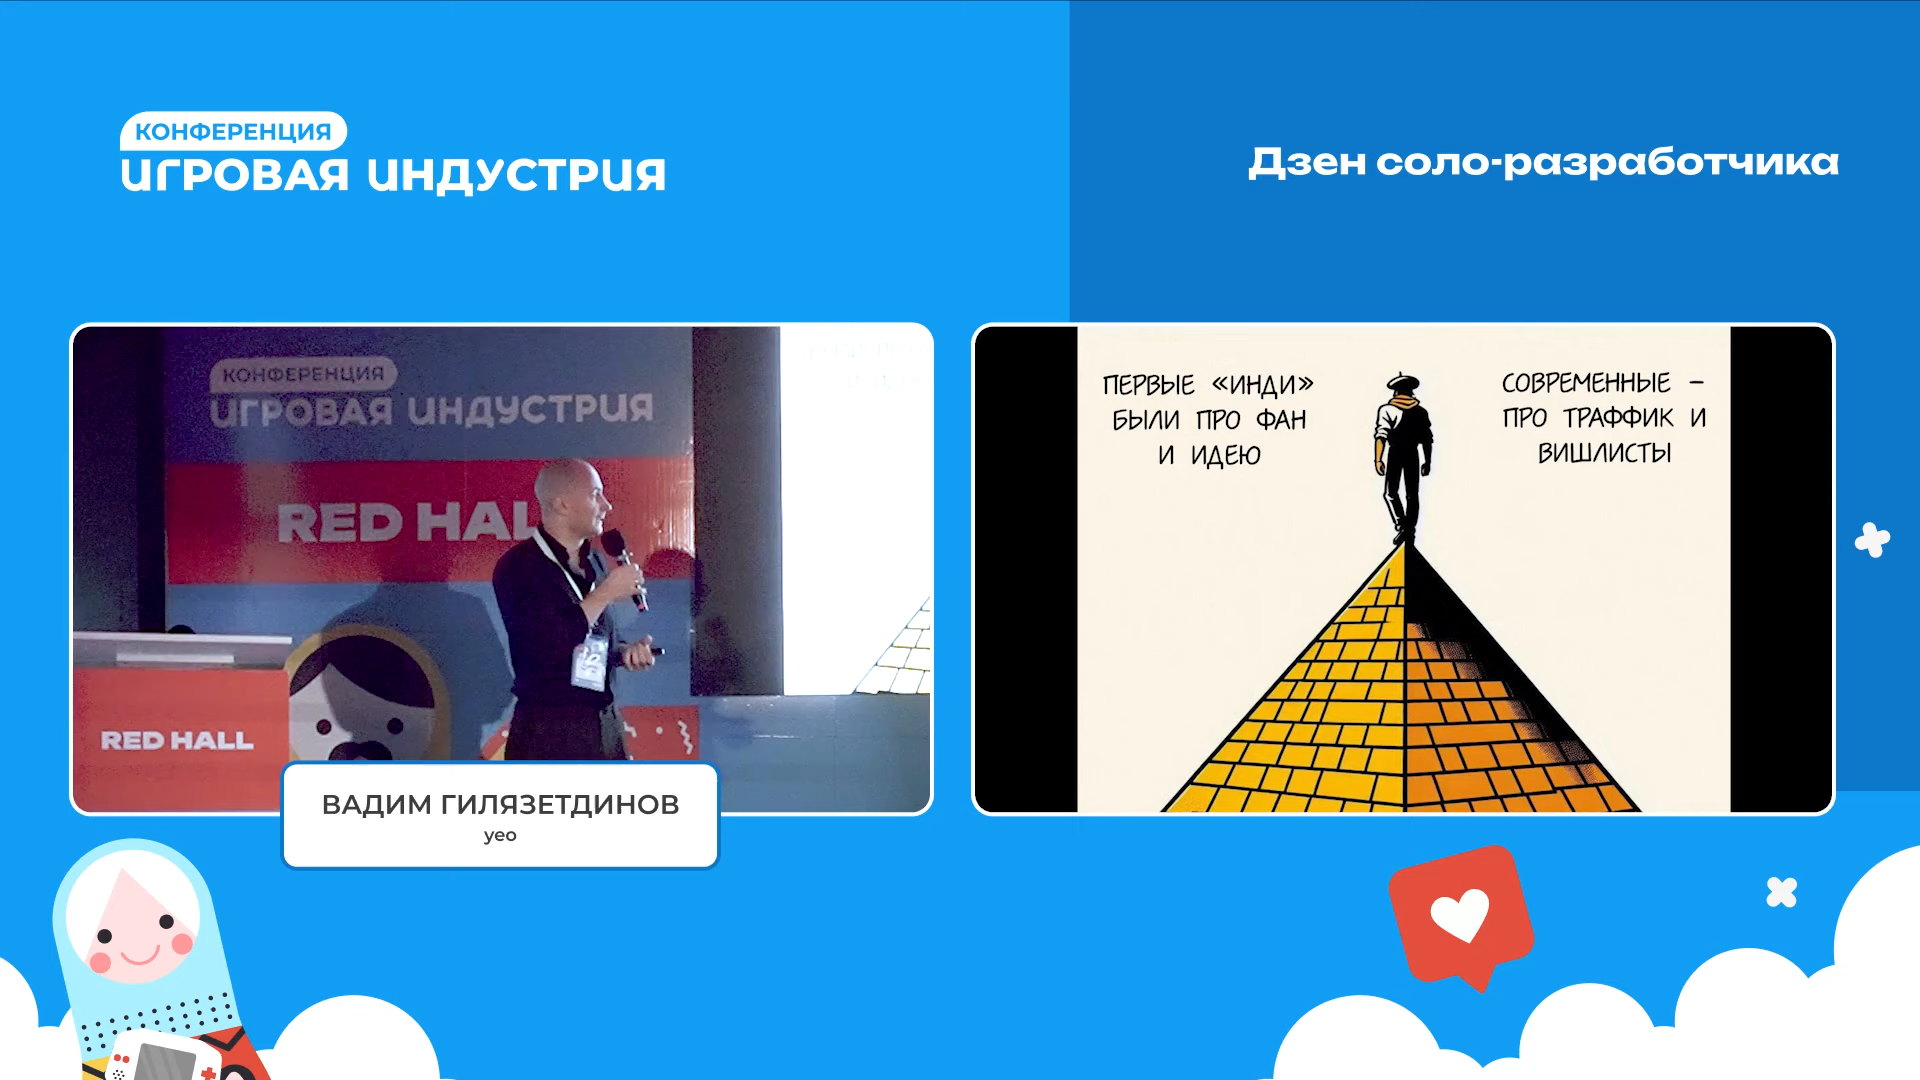 КОНФЕРЕНЦИЯ
ИГРОВАЯ ИНДУСТРИЯ
Дзен соло-разработчика
КОНФЕРЕНЦИЯ
ИГРОВАЯ ИНДУСТРИЯ
RED HAL
RED HALL
ПЕРВЫЕ «ИНДИ»
БЫЛИ ПРО ФАН
И ИДЕЮ
СОВРЕМЕННЫЕ –
ПРО ТРАФФИК И
ВИШЛИСТЫ
ВАДИМ ГИЛЯЗЕТДИНОВ
yeo